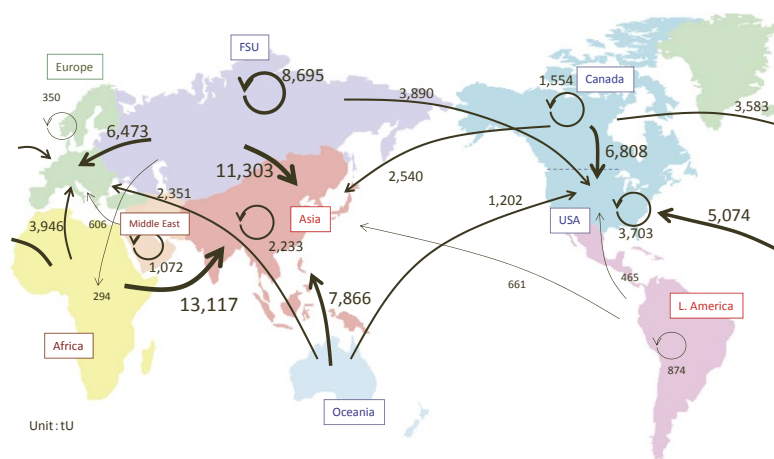 FSU
Europe
8,695
1,554
Canada
350
3,890
3,583
6,473
6,808
11,303
2,540
2,351
1,202
Asia
Middle East
606
USA
5,074
3,946
2,233
3,703
1,072
465
294
7,866
661
13,117
L. America
Africa
874
Oceania
Unit:tU